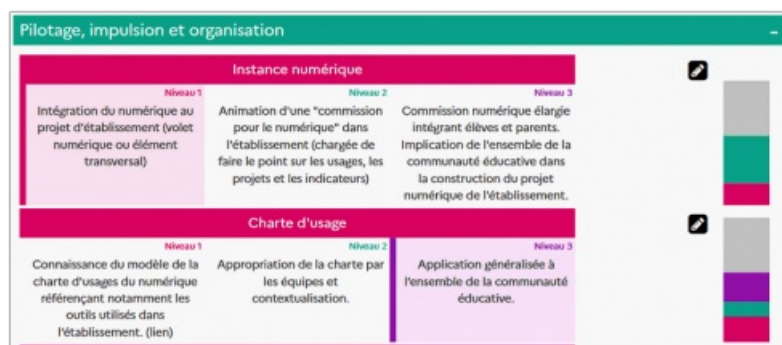 Pilotage, impulsion et organisation
-
Instance numérique
Niveau 1
Intégration du numérique au
projet d'établissement (volet
numérique ou élément
transversal)
Niveau 2
Animation d'une "commission
pour le numérique" dans
l'établissement (chargée de
faire le point sur les usages, les
projets et les indicateurs)
Niveau 3
Commission numérique élargie
intégrant élèves et parents.
Implication de l'ensemble de la
communauté éducative dans
la construction du projet
numérique de l'établissement.
Charte d'usage
Niveau 1
Connaissance du modèle de la
charte d'usages du numérique
référençant notamment les
outils utilisés dans
l'établissement. (lien)
Niveau 2
Appropriation de la charte par
les équipes et
contextualisation.
Niveau 3
Application généralisée à
l'ensemble de la communauté
éducative.